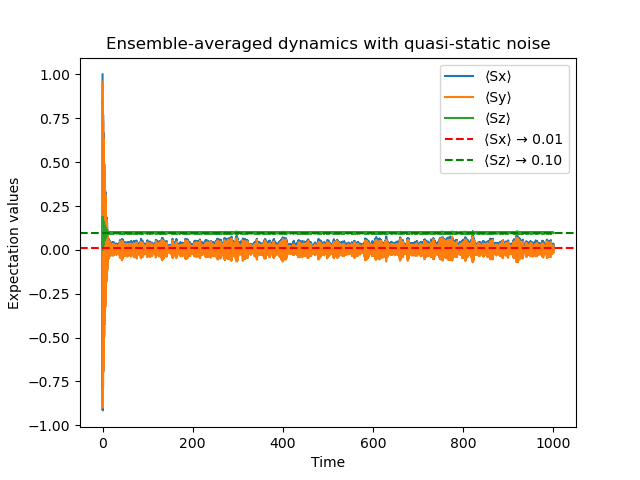 Ensemble-averaged dynamics with quasi-static noise
⟨Sx⟩
⟨Sy⟩
⟨Sz⟩
⟨Sx⟩ → 0.01
⟨Sz⟩ → 0.10
Expectation values
1.00
0.75
0.50
0.25
0.00
−0.25
−0.50
−0.75
−1.00
0 200 400 600 800 1000
Time